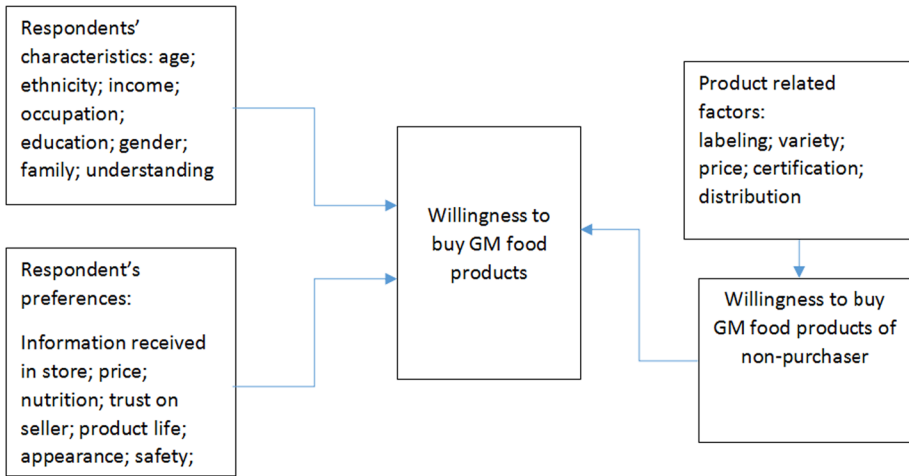 Respondents’
characteristics: age;
ethnicity; income;
occupation;
education; gender;
family; understanding
Respondent’s
preferences:
Information received
in store; price;
nutrition; trust on
seller; product life;
appearance; safety;
Willingness to
buy GM food
products
Product related
factors:
labeling; variety;
price; certification;
distribution
Willingness to buy
GM food products of
non-purchaser